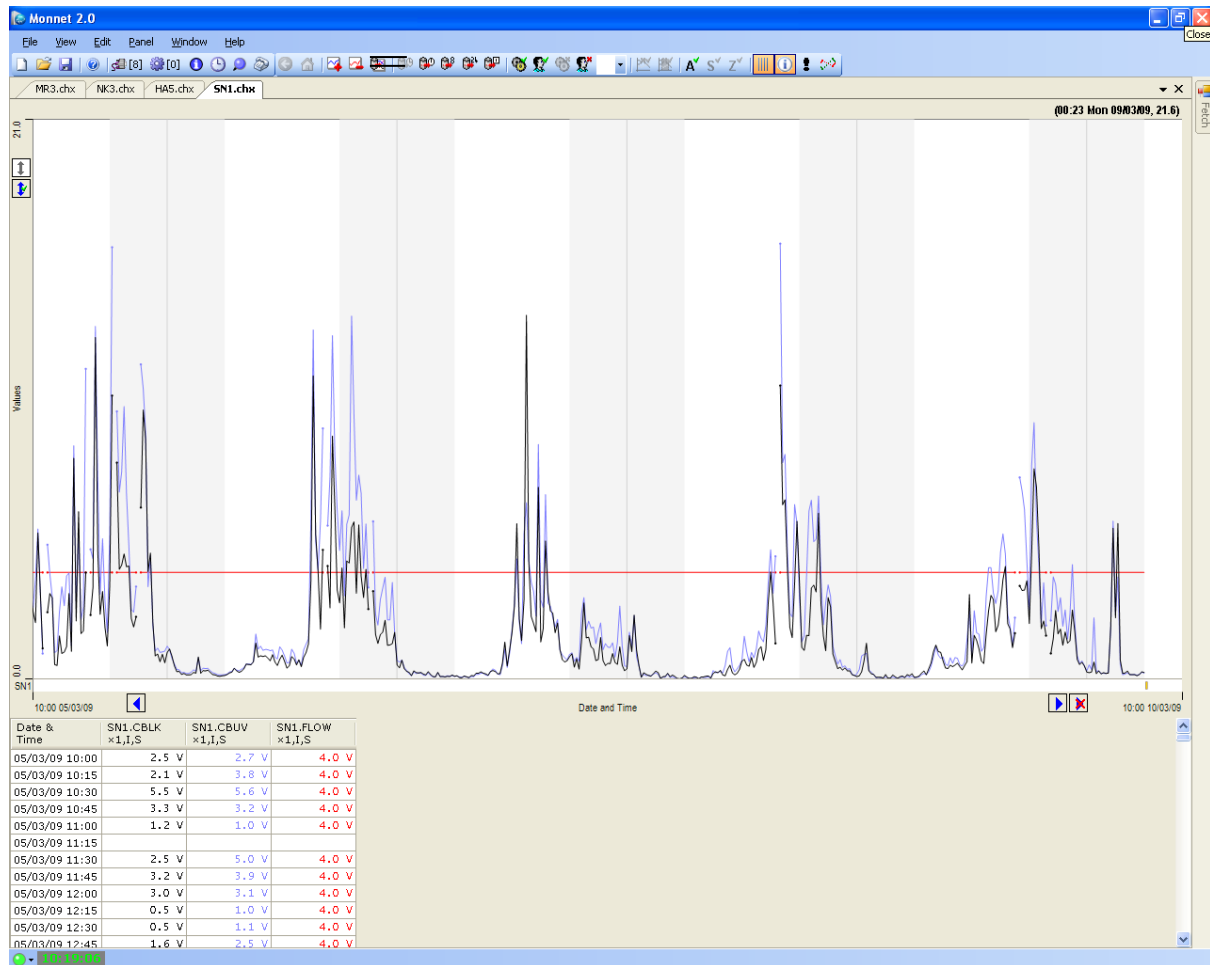 Monnet 2.0
Close
File View Edit Panel Window Help
[8] [0] A S Z
MR3.chx NK3.chx HA5.chx SN1.chx
Fetch
(00:23 Mon 09/03/09, 21.6)
21.0
Values
0.0
SN1
10:00 05/03/09 Date and Time 10:00 10/03/09
Date & Time SN1.CBLK ×1,I,S SN1.CBUV ×1,I,S SN1.FLOW ×1,I,S
05/03/09 10:00 2.5 V 2.7 V 4.0 V
05/03/09 10:15 2.1 V 3.8 V 4.0 V
05/03/09 10:30 5.5 V 5.6 V 4.0 V
05/03/09 10:45 3.3 V 3.2 V 4.0 V
05/03/09 11:00 1.2 V 1.0 V 4.0 V
05/03/09 11:15
05/03/09 11:30 2.5 V 5.0 V 4.0 V
05/03/09 11:45 3.2 V 3.9 V 4.0 V
05/03/09 12:00 3.0 V 3.1 V 4.0 V
05/03/09 12:15 0.5 V 1.0 V 4.0 V
05/03/09 12:30 0.5 V 1.1 V 4.0 V
05/03/09 12:45 1.6 V 2.5 V 4.0 V
10:19:06